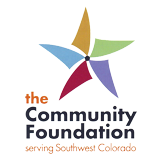 the
Community
Foundation
serving Southwest Colorado